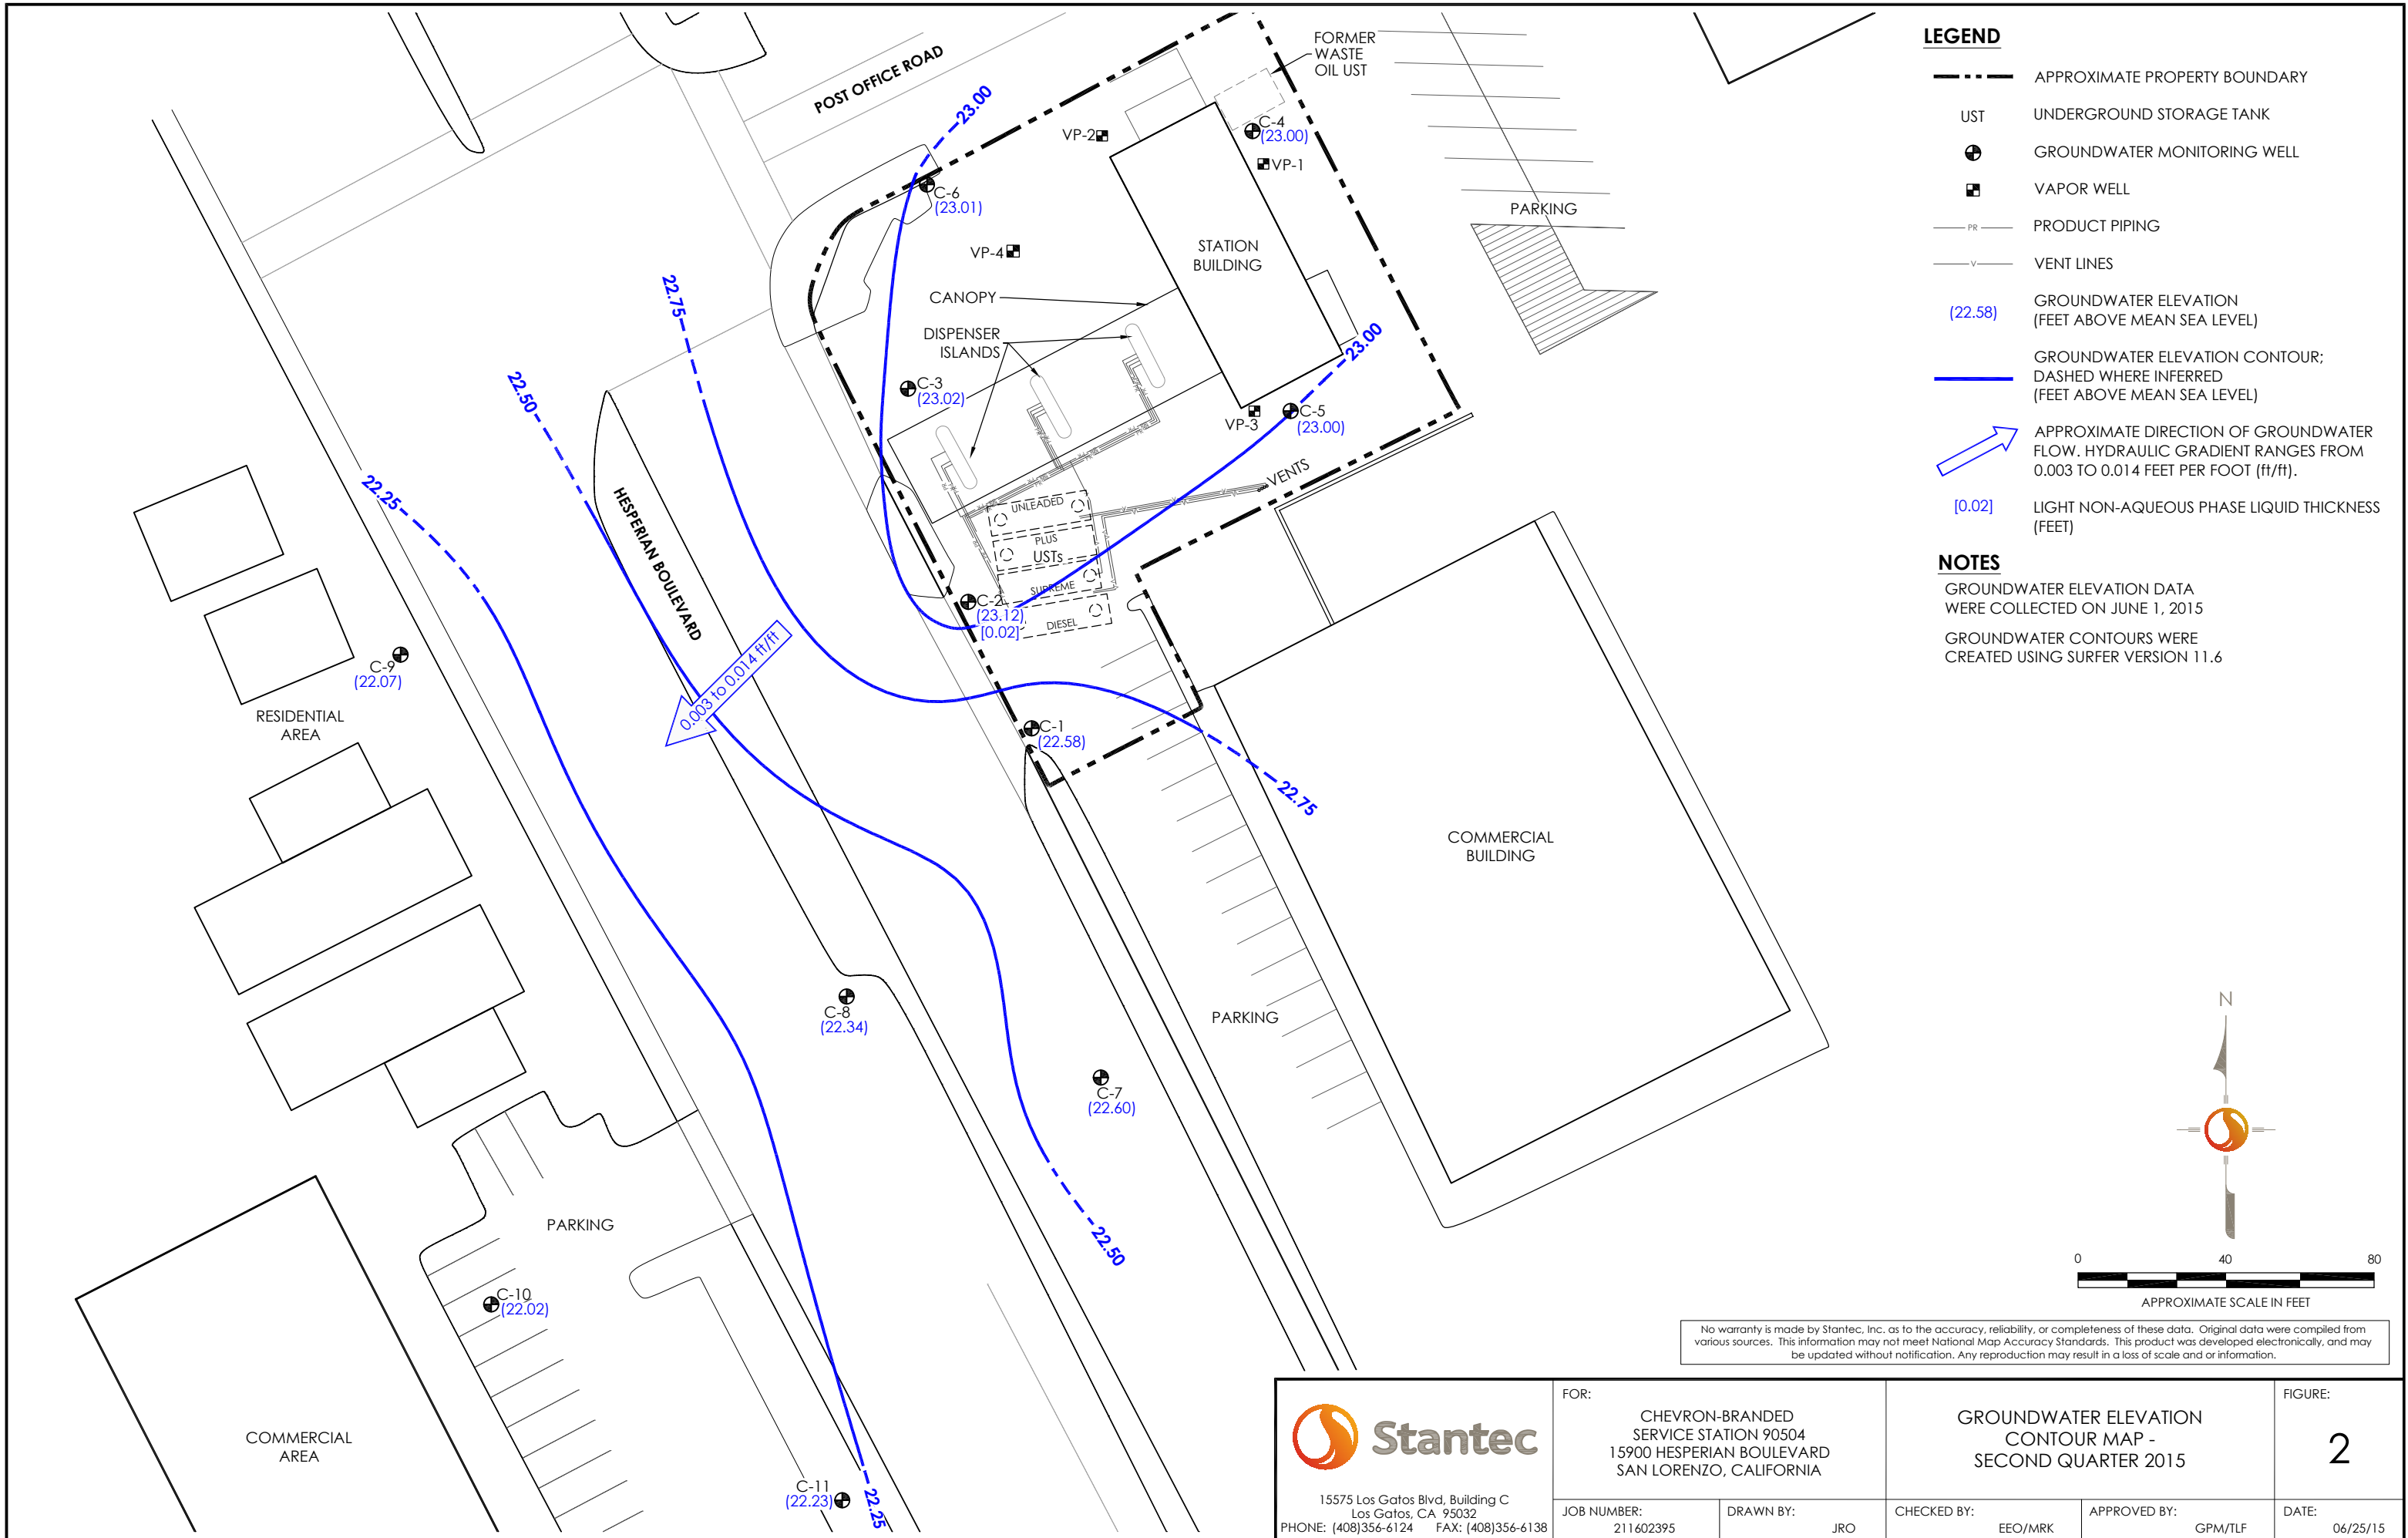 POST OFFICE ROAD
23.00
FORMER
WASTE
OIL UST
VP-2
C-4
(23.00)
VP-1
C-6
(23.01)
PARKING
STATION
BUILDING
VP-4
22.75
CANOPY
DISPENSER
ISLANDS
23.00
22.50
C-3
(23.02)
VP-3
C-5
(23.00)
22.25
HESPERIAN BOULEVARD
VENTS
UNLEADED
PLUS
USTs
SUPREME
DIESEL
C-2
(23.12)
[0.02]
0.003 to 0.014 ft/ft
C-9
(22.07)
RESIDENTIAL
AREA
C-1
(22.58)
22.75
COMMERCIAL
BUILDING
C-8
(22.34)
PARKING
C-7
(22.60)
PARKING
22.50
C-10
(22.02)
COMMERCIAL
AREA
C-11
(22.23)
22.25
LEGEND
APPROXIMATE PROPERTY BOUNDARY
UST UNDERGROUND STORAGE TANK
GROUNDWATER MONITORING WELL
VAPOR WELL
PR PRODUCT PIPING
V VENT LINES
(22.58) GROUNDWATER ELEVATION
(FEET ABOVE MEAN SEA LEVEL)
GROUNDWATER ELEVATION CONTOUR;
DASHED WHERE INFERRED
(FEET ABOVE MEAN SEA LEVEL)
APPROXIMATE DIRECTION OF GROUNDWATER
FLOW. HYDRAULIC GRADIENT RANGES FROM
0.003 TO 0.014 FEET PER FOOT (ft/ft).
[0.02] LIGHT NON-AQUEOUS PHASE LIQUID THICKNESS
(FEET)
NOTES
GROUNDWATER ELEVATION DATA
WERE COLLECTED ON JUNE 1, 2015
GROUNDWATER CONTOURS WERE
CREATED USING SURFER VERSION 11.6
N
0 40 80
APPROXIMATE SCALE IN FEET
No warranty is made by Stantec, Inc. as to the accuracy, reliability, or completeness of these data. Original data were compiled from
various sources. This information may not meet National Map Accuracy Standards. This product was developed electronically, and may
be updated without notification. Any reproduction may result in a loss of scale and or information.
Stantec
15575 Los Gatos Blvd, Building C
Los Gatos, CA 95032
PHONE: (408)356-6124 FAX: (408)356-6138
FOR:
CHEVRON-BRANDED
SERVICE STATION 90504
15900 HESPERIAN BOULEVARD
SAN LORENZO, CALIFORNIA
GROUNDWATER ELEVATION
CONTOUR MAP -
SECOND QUARTER 2015
FIGURE:
2
JOB NUMBER:
211602395
DRAWN BY:
JRO
CHECKED BY:
EEO/MRK
APPROVED BY:
GPM/TLF
DATE:
06/25/15